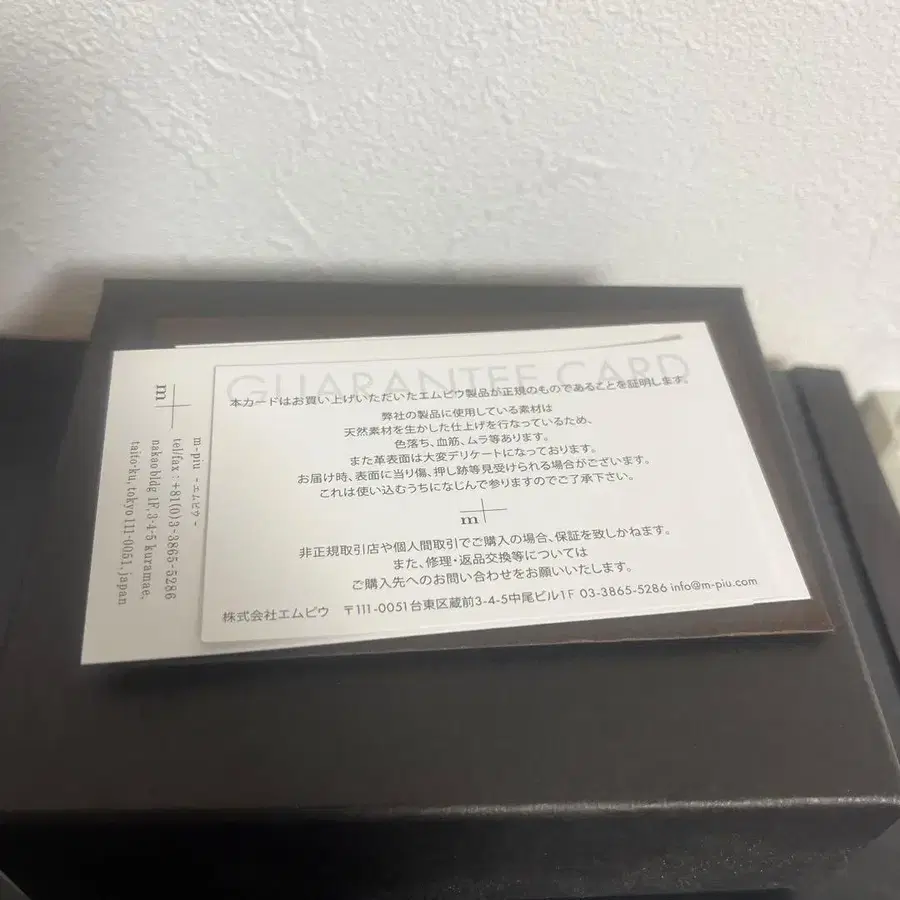 GUARANTEE CARD
本カードはお買い上げいただいたエムピウ製品が正規のものであることを証明します。
弊社の製品に使用している素材は
天然素材を生かした仕上げを行なっているため、
色落ち、血筋、ムラ等あります。
また革表面は大変デリケートになっております。
お届け時、表面に当り傷、押し跡等見受けられる場合がございます。
これは使い込むうちになじんで参りますのでご了承下さい。
m
非正規取引店や個人間取引でご購入の場合、保証を致しかねます。
また、修理・返品交換等については
ご購入先へのお問い合わせをお願いいたします。
株式会社エムピウ 〒111-0051台東区蔵前3-4-5中尾ビル1F 03-3865-5286 info@m-piu.com
m
m-piu -エムピウ-
tel/fax : +81(0)3-3865-5286
nakao bldg 1F, 3-4-5 kuramae,
taito-ku, tokyo 111-0051, japan